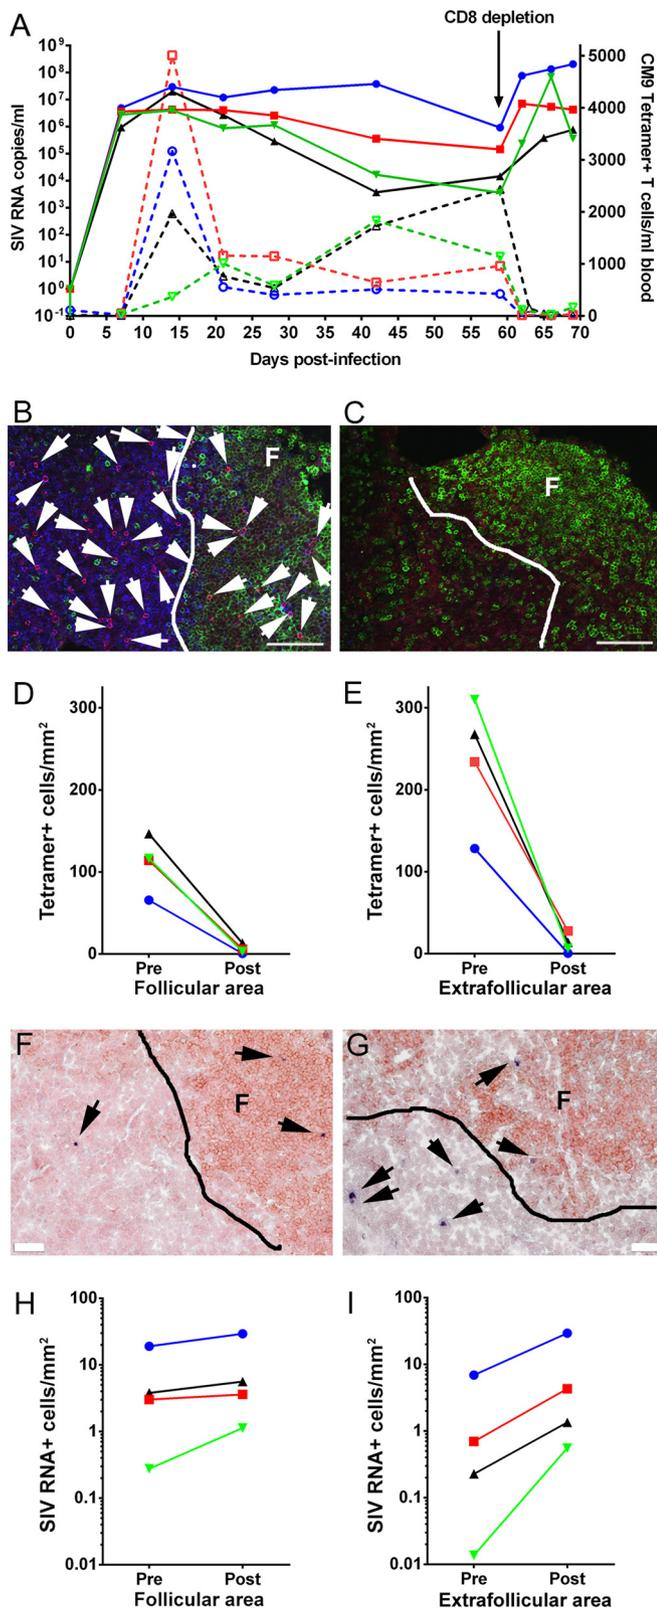 A
CD8 depletion
SIV RNA copies/ml
10^9
10^8
10^7
10^6
10^5
10^4
10^3
10^2
10^1
10^0
10^-1
5000
4000
3000
2000
1000
0
CM9 Tetramer+ T cells/ml blood
0 5 10 15 20 25 30 35 40 45 50 55 60 65 70
Days post-infection
B
F
C
F
D
Tetramer+ cells/mm²
300
200
100
0
Pre Post
Follicular area
E
Tetramer+ cells/mm²
300
200
100
0
Pre Post
Extrafollicular area
F
F
G
F
H
SIV RNA+ cells/mm²
100
10
1
0.1
0.01
Pre Post
Follicular area
I
SIV RNA+ cells/mm²
100
10
1
0.1
0.01
Pre Post
Extrafollicular area